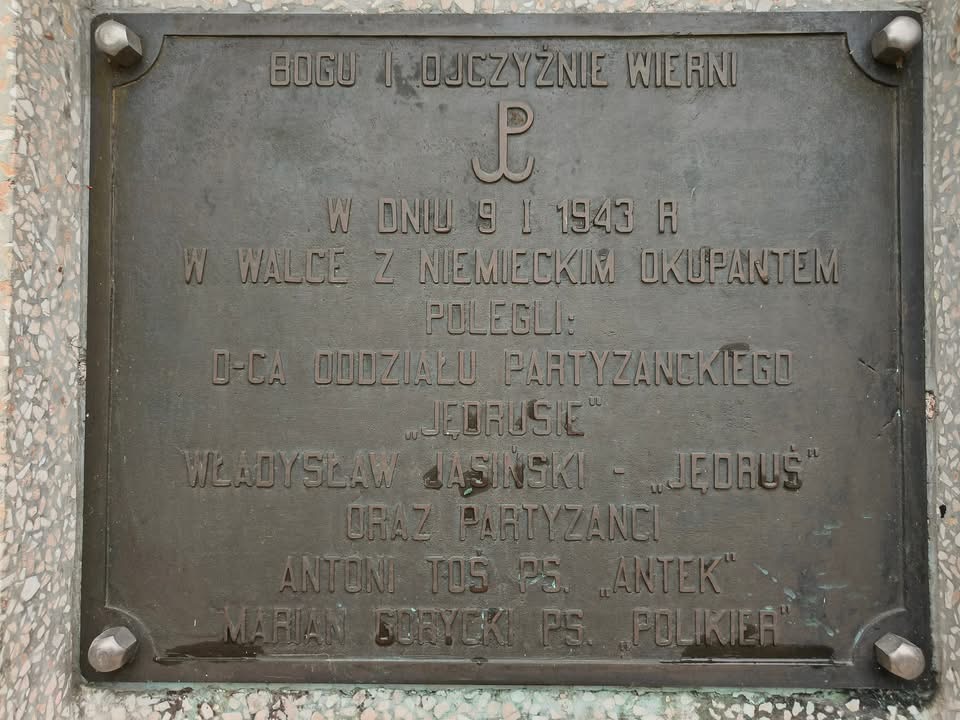 BOGU I OJCZYŹNIE WIERNI
W DNIU 9 I 1943 R
W WALCE Z NIEMIECKIM OKUPANTEM
POLEGLI:
D-CA ODDZIAŁU PARTYZANCKIEGO
„JĘDRUSIE"
WŁADYSŁAW JASIŃSKI - „JĘDRUŚ"
ORAZ PARTYZANCI
ANTONI TOŚ PS. „ANTEK"
MARIAN GORYCKI PS. „POLIKIER"